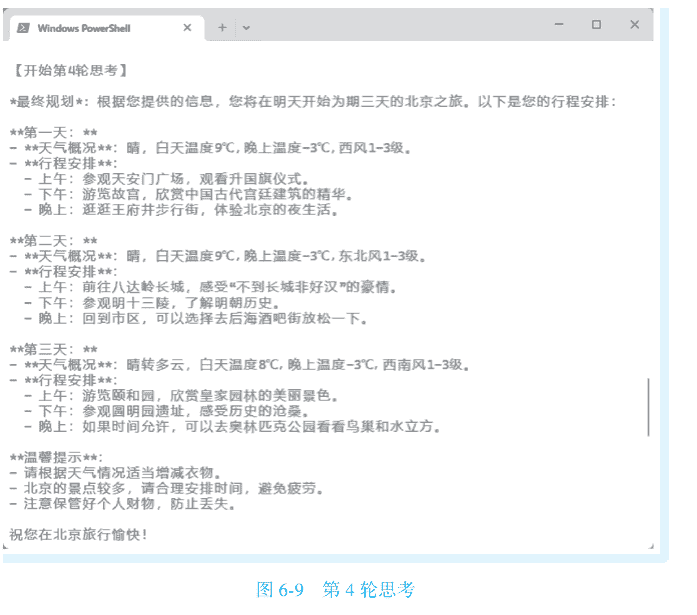 Windows PowerShell
【开始第4轮思考】
*最终规划*：根据您提供的信息，您将在明天开始为期三天的北京之旅。以下是您的行程安排：
**第一天：**
- **天气概况**：晴，白天温度9℃，晚上温度-3℃，西风1-3级。
- **行程安排**：
- 上午：参观天安门广场，观看升国旗仪式。
- 下午：游览故宫，欣赏中国古代宫廷建筑的精华。
- 晚上：逛逛王府井步行街，体验北京的夜生活。
**第二天：**
- **天气概况**：晴，白天温度9℃，晚上温度-3℃，东北风1-3级。
- **行程安排**：
- 上午：前往八达岭长城，感受“不到长城非好汉”的豪情。
- 下午：参观明十三陵，了解明朝历史。
- 晚上：回到市区，可以选择去后海酒吧街放松一下。
**第三天：**
- **天气概况**：晴转多云，白天温度8℃，晚上温度-3℃，西南风1-3级。
- **行程安排**：
- 上午：游览颐和园，欣赏皇家园林的美丽景色。
- 下午：参观圆明园遗址，感受历史的沧桑。
- 晚上：如果时间允许，可以去奥林匹克公园看看鸟巢和水立方。
**温馨提示**：
- 请根据天气情况适当增减衣物。
- 北京的景点较多，请合理安排时间，避免疲劳。
- 注意保管好个人财物，防止丢失。
祝您在北京旅行愉快！
图 6-9 第 4 轮思考